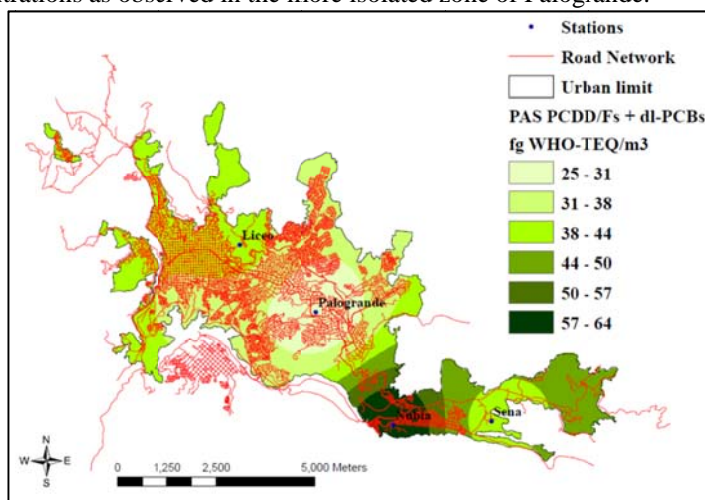 ntrations as observed in the more isolated zone of Palogrande.
Stations
Road Network
Urban limit
PAS PCDD/Fs + dl-PCBs
fg WHO-TEQ/m3
25 - 31
31 - 38
38 - 44
44 - 50
50 - 57
57 - 64
Liceo
Palogrande
Nubia
Sena
N
W E
S
0 1,250 2,500 5,000 Meters